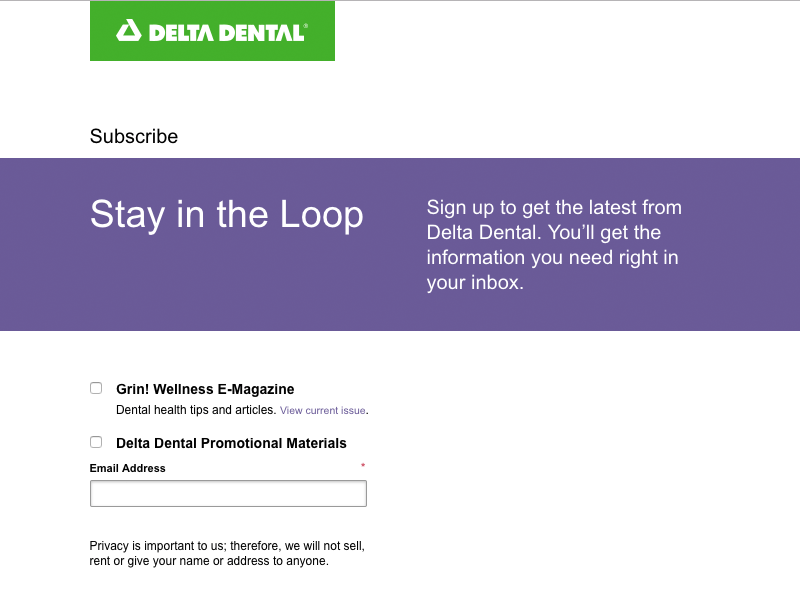 DELTA DENTAL®
Subscribe
Stay in the Loop
Sign up to get the latest from
Delta Dental. You’ll get the
information you need right in
your inbox.
Grin! Wellness E-Magazine
Dental health tips and articles. View current issue.
Delta Dental Promotional Materials
Email Address *
Privacy is important to us; therefore, we will not sell,
rent or give your name or address to anyone.